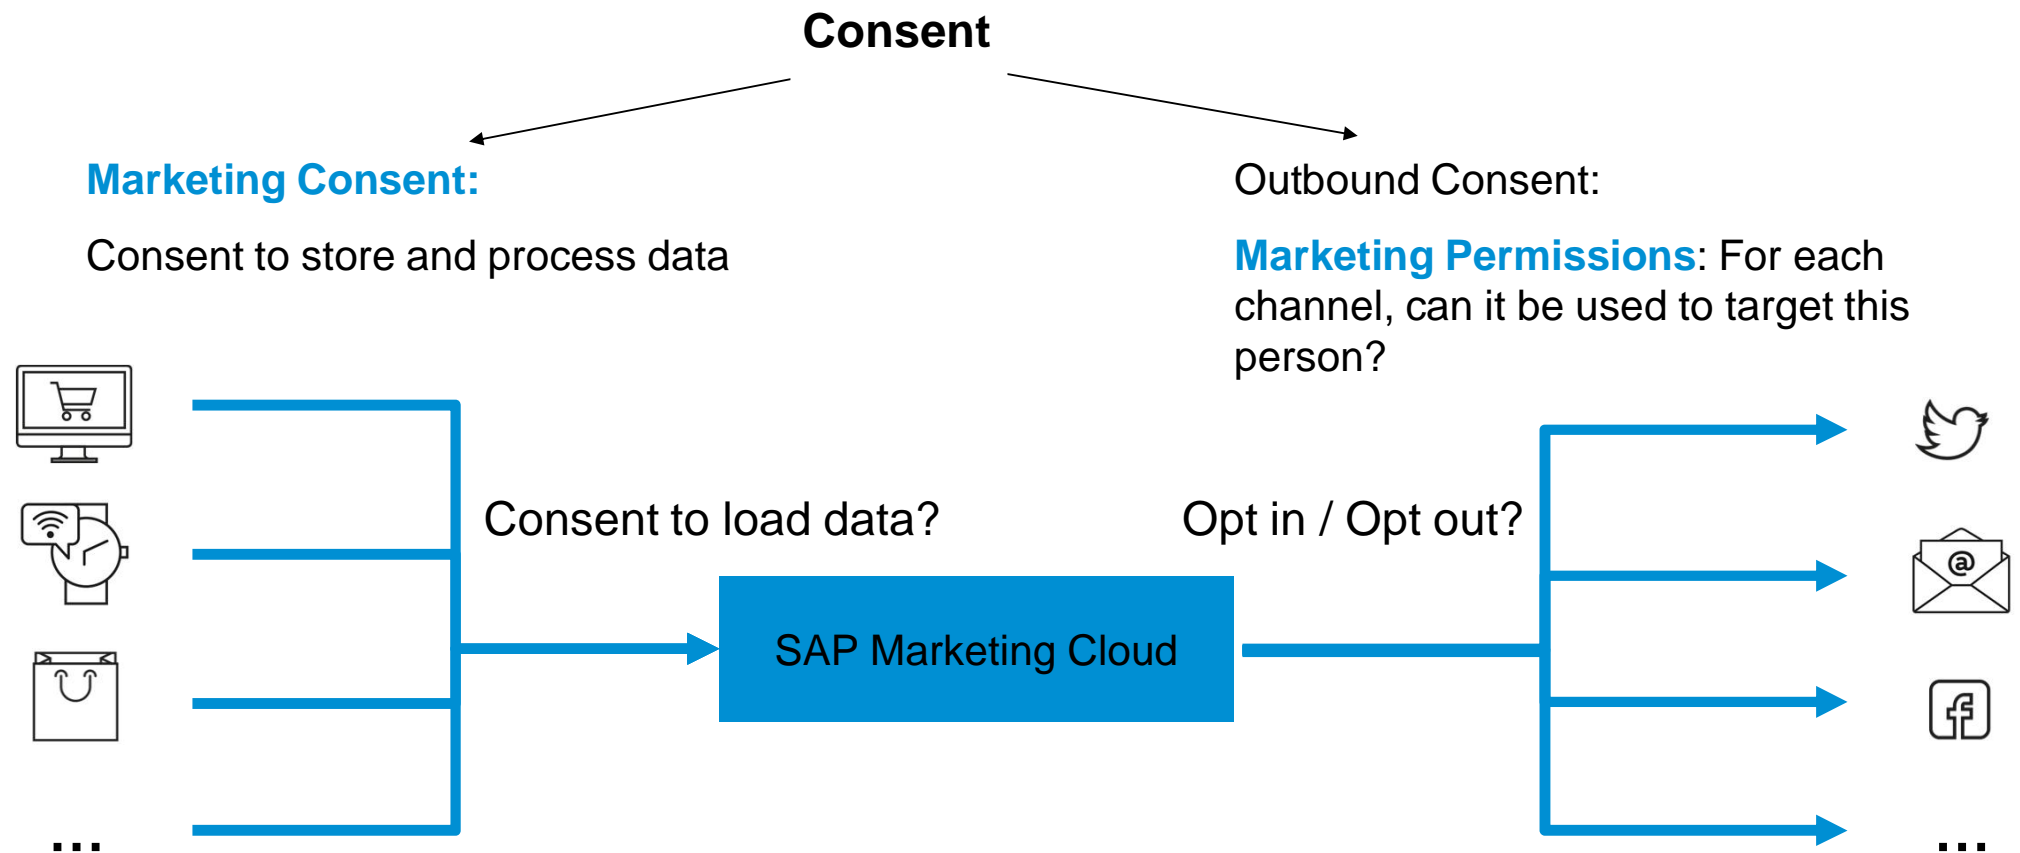 Consent
Marketing Consent:
Consent to store and process data
Outbound Consent:
Marketing Permissions: For each
channel, can it be used to target this
person?
Consent to load data?
Opt in / Opt out?
@
SAP Marketing Cloud
f
...
...